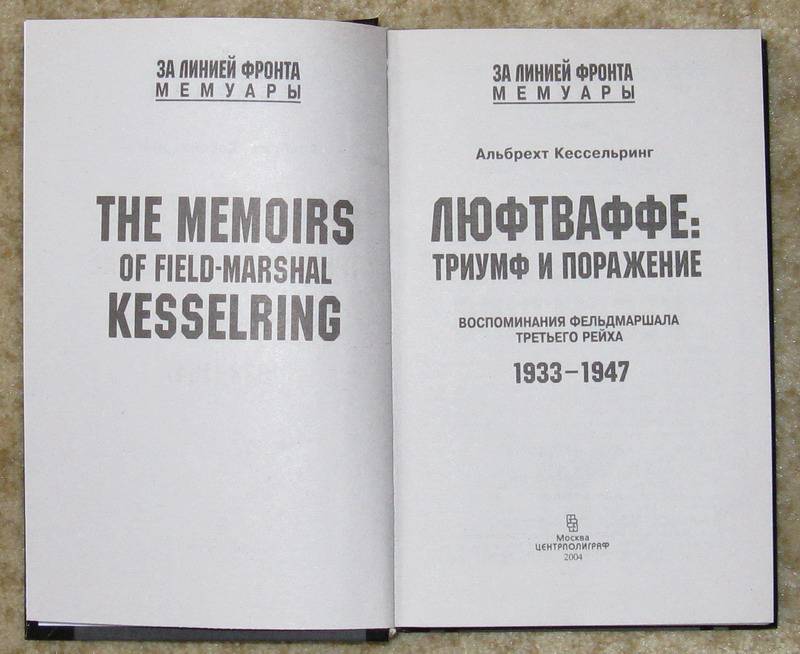 ЗА ЛИНИЕЙ ФРОНТА
МЕМУАРЫ
THE MEMOIRS
OF FIELD-MARSHAL
KESSELRING
ЗА ЛИНИЕЙ ФРОНТА
МЕМУАРЫ
Альбрехт Кессельринг
ЛЮФТВАФФЕ:
ТРИУМФ И ПОРАЖЕНИЕ
ВОСПОМИНАНИЯ ФЕЛЬДМАРШАЛА
ТРЕТЬЕГО РЕЙХА
1933–1947
Москва
ЦЕНТРПОЛИГРАФ
2004